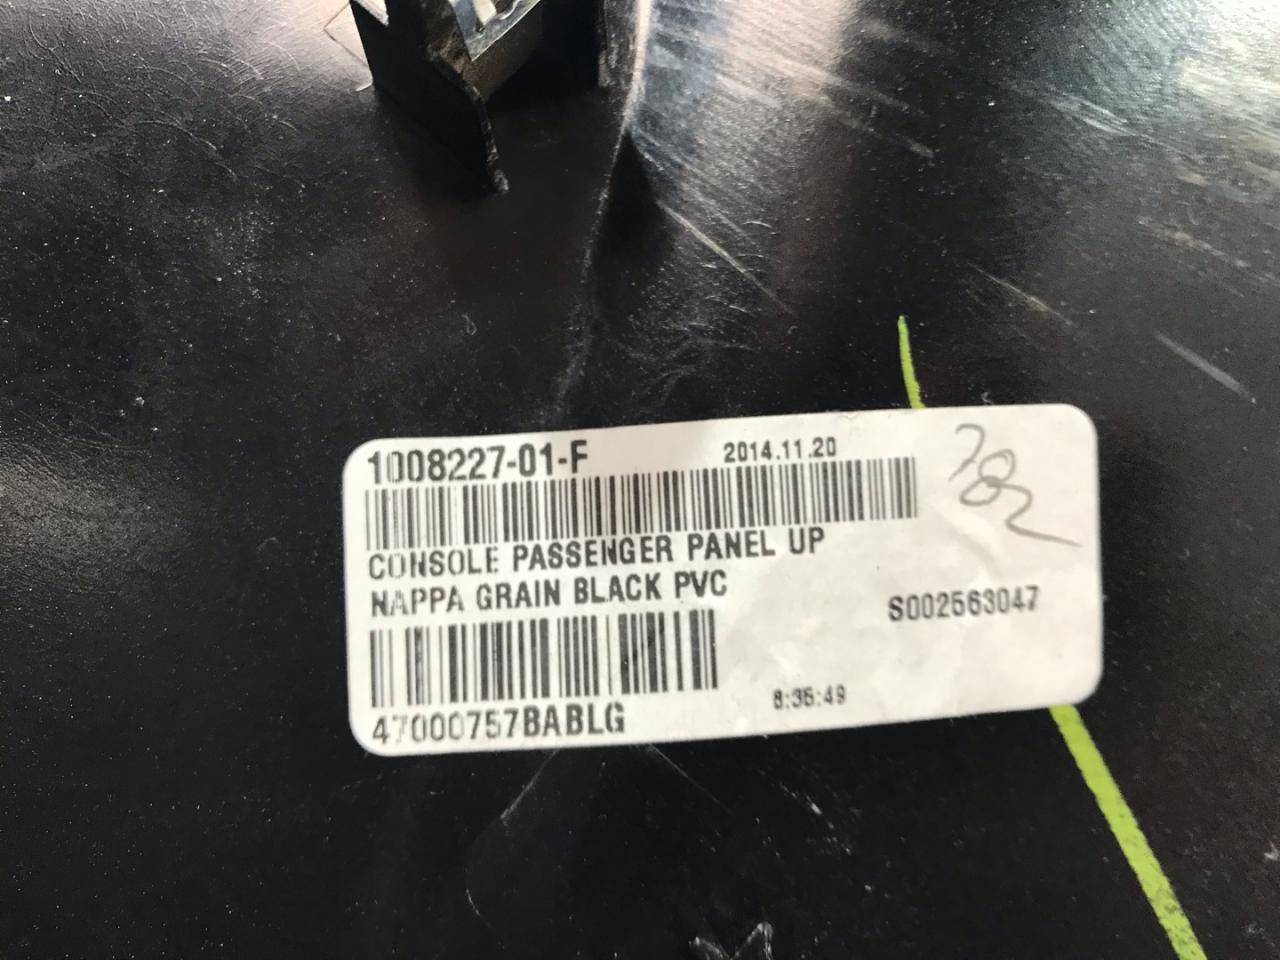 1008227-01-F 2014.11.20
CONSOLE PASSENGER PANEL UP
NAPPA GRAIN BLACK PVC
S002563047
8:35:49
47000757BABLG